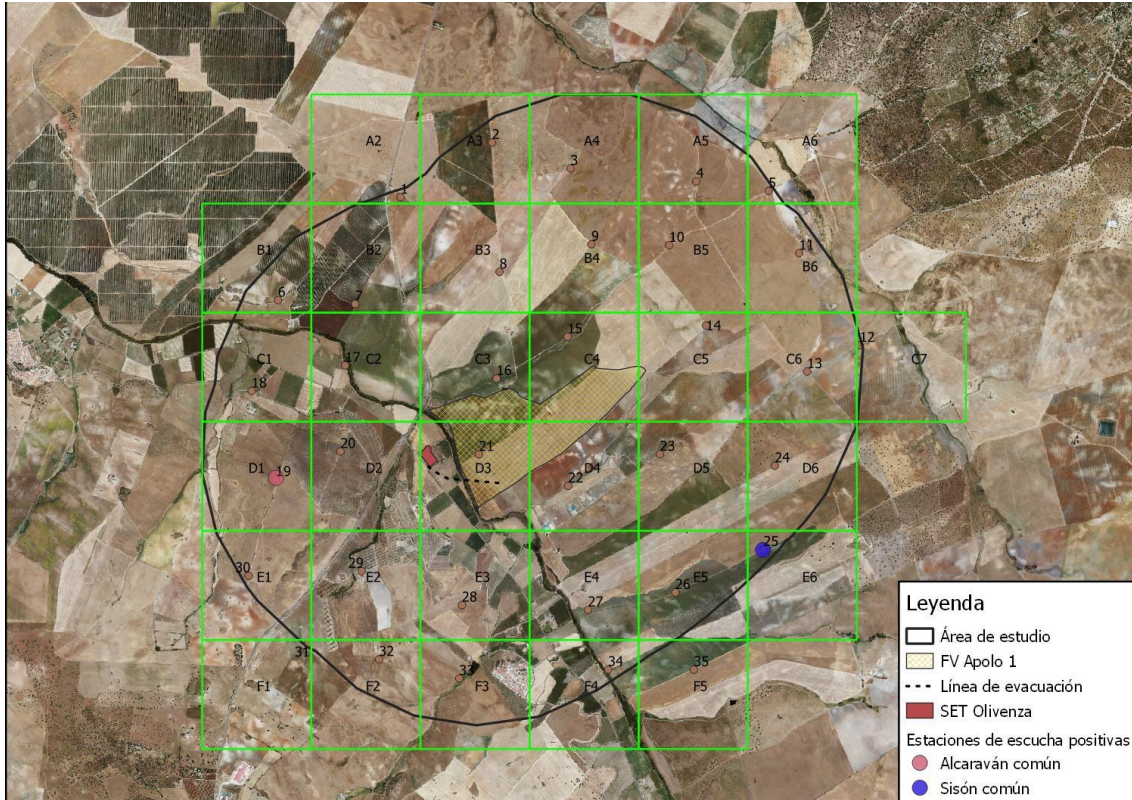 A2
A3
2
A4
A5
A6
3
4
5
1
B1
B2
B3
9
B4
10
B5
11
B6
8
6
7
15
14
12
C1
17
C2
C3
16
C4
C5
C6
13
C7
18
20
21
23
24
D1
19
D2
D3
D4
22
D5
D6
25
30
E1
29
E2
E3
28
E4
27
26
E5
E6
31
32
33
34
35
F1
F2
F3
F4
F5
Leyenda
Área de estudio
FV Apolo 1
Línea de evacuación
SET Olivenza
Estaciones de escucha positivas
Alcaraván común
Sisón común